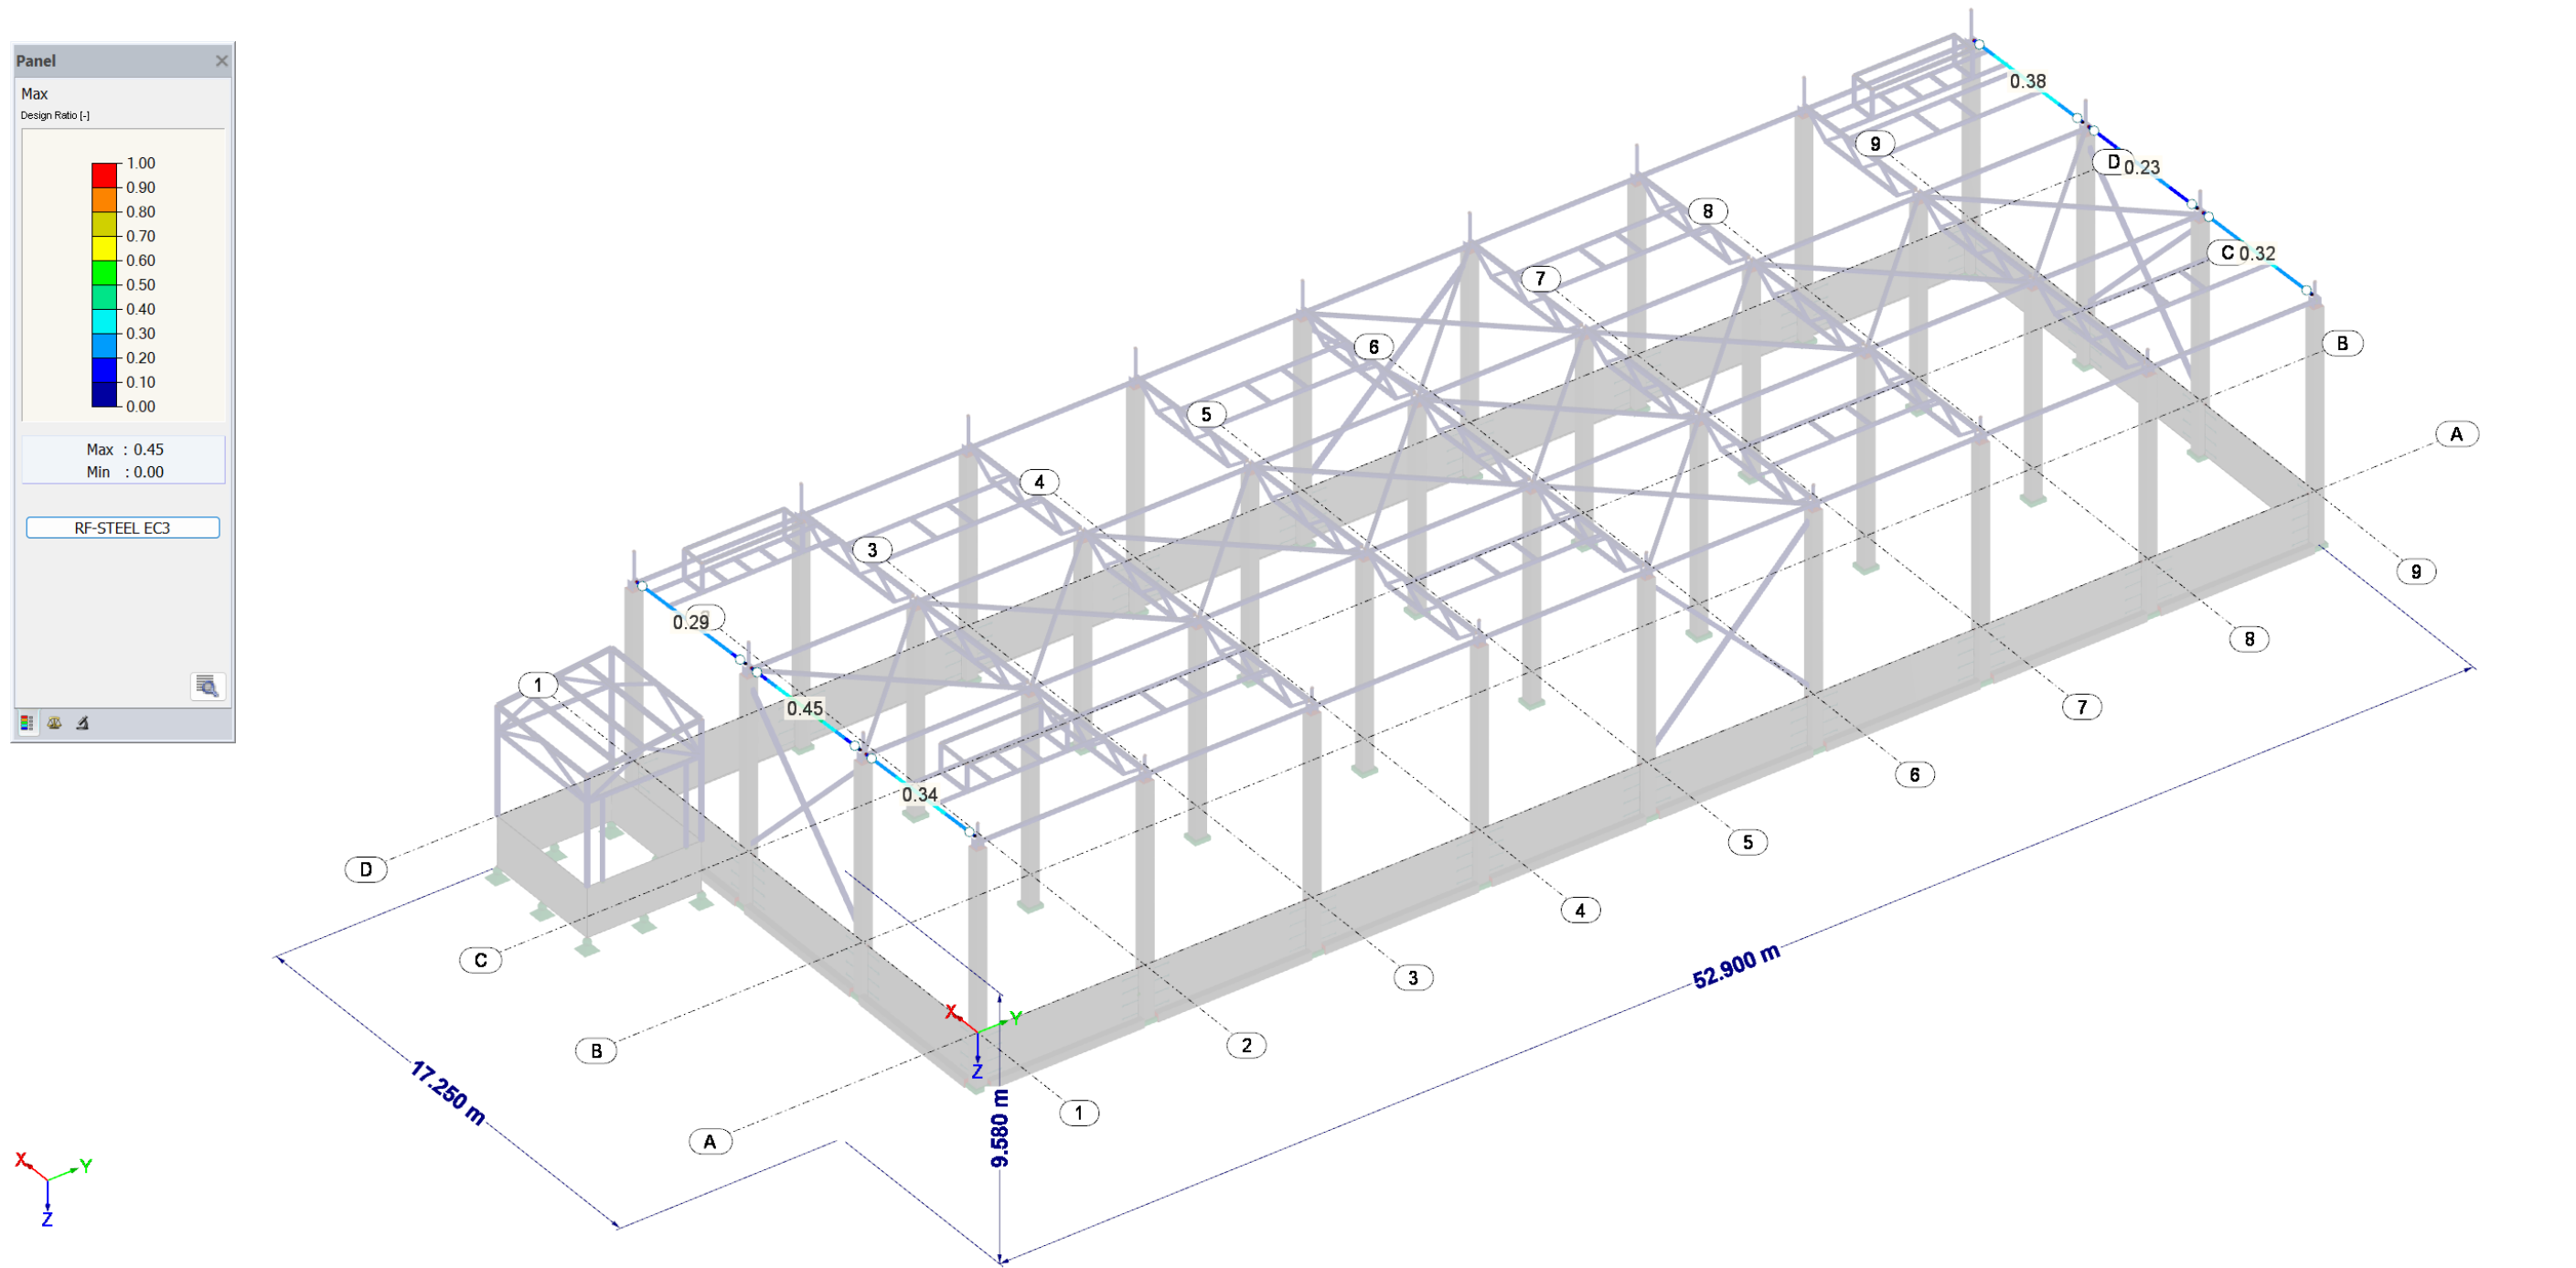 Panel
Max
Design Ratio [-]
1.00
0.90
0.80
0.70
0.60
0.50
0.40
0.30
0.20
0.10
0.00
Max : 0.45
Min : 0.00
RF-STEEL EC3
0.38
9
D 0.23
8
C 0.32
7
B
6
5
A
4
3
9
0.29
8
1
0.45
7
0.34
6
D
5
4
C
3
52.900 m
X
Y
B
2
Z
17.250 m
1
9.580 m
A
X
Y
Z